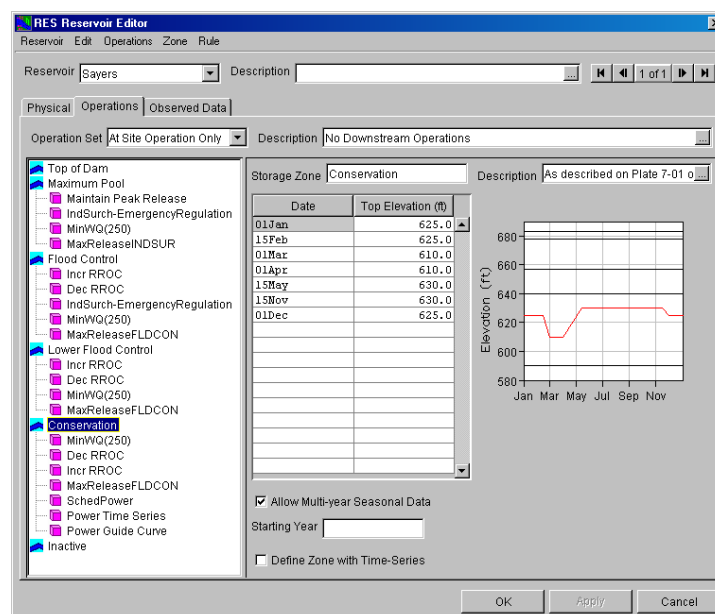 RES Reservoir Editor
Reservoir Edit Operations Zone Rule
Reservoir Sayers Description ... 1 of 1
Physical Operations Observed Data
Operation Set At Site Operation Only Description No Downstream Operations ...
Top of Dam
Maximum Pool
Maintain Peak Release
IndSurch-EmergencyRegulation
MinWQ(250)
MaxReleaseINDSUR
Flood Control
Incr RROC
Dec RROC
IndSurch-EmergencyRegulation
MinWQ(250)
MaxReleaseFLDCON
Lower Flood Control
Incr RROC
Dec RROC
MinWQ(250)
MaxReleaseFLDCON
Conservation
MinWQ(250)
Dec RROC
Incr RROC
MaxReleaseFLDCON
SchedPower
Power Time Series
Power Guide Curve
Inactive
Storage Zone Conservation Description As described on Plate 7-01 o ...
Date Top Elevation (ft)
01Jan 625.0
15Feb 625.0
01Mar 610.0
01Apr 610.0
15May 630.0
15Nov 630.0
01Dec 625.0
Elevation (ft)
680
660
640
620
600
580
Jan Mar May Jul Sep Nov
Allow Multi-year Seasonal Data
Starting Year
Define Zone with Time-Series
OK Apply Cancel